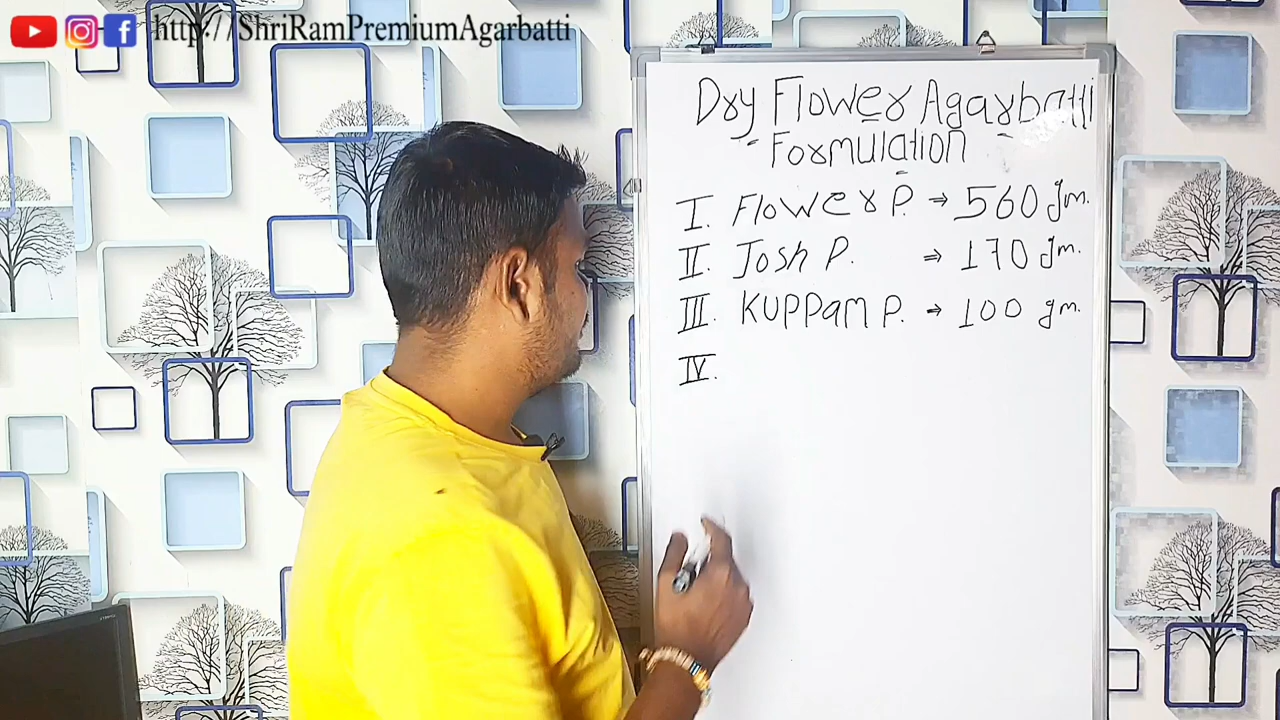 http://ShriRamPremiumAgarbatti
Dry Flower Agarbatti
Formulation
I. Flower P. → 560 gm.
II. Josh P. ⇒ 170 gm.
III. KUPPAM P. → 100 gm.
IV.